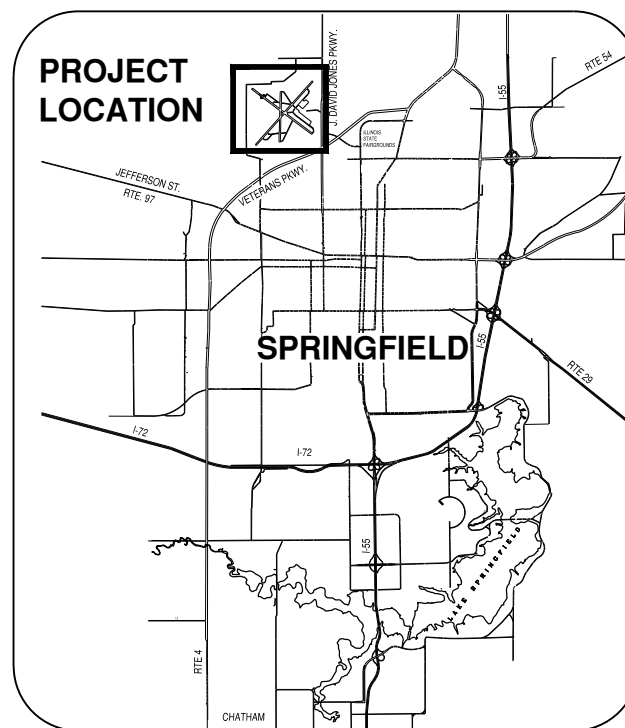 PROJECT
LOCATION
J. DAVID JONES PKWY.
I-55
RTE 54
ILLINOIS
STATE
FAIRGROUNDS
JEFFERSON ST.
RTE. 97
VETERANS PKWY.
SPRINGFIELD
I-55
RTE 29
I-72
I-72
I-55
LAKE SPRINGFIELD
RTE 4
CHATHAM